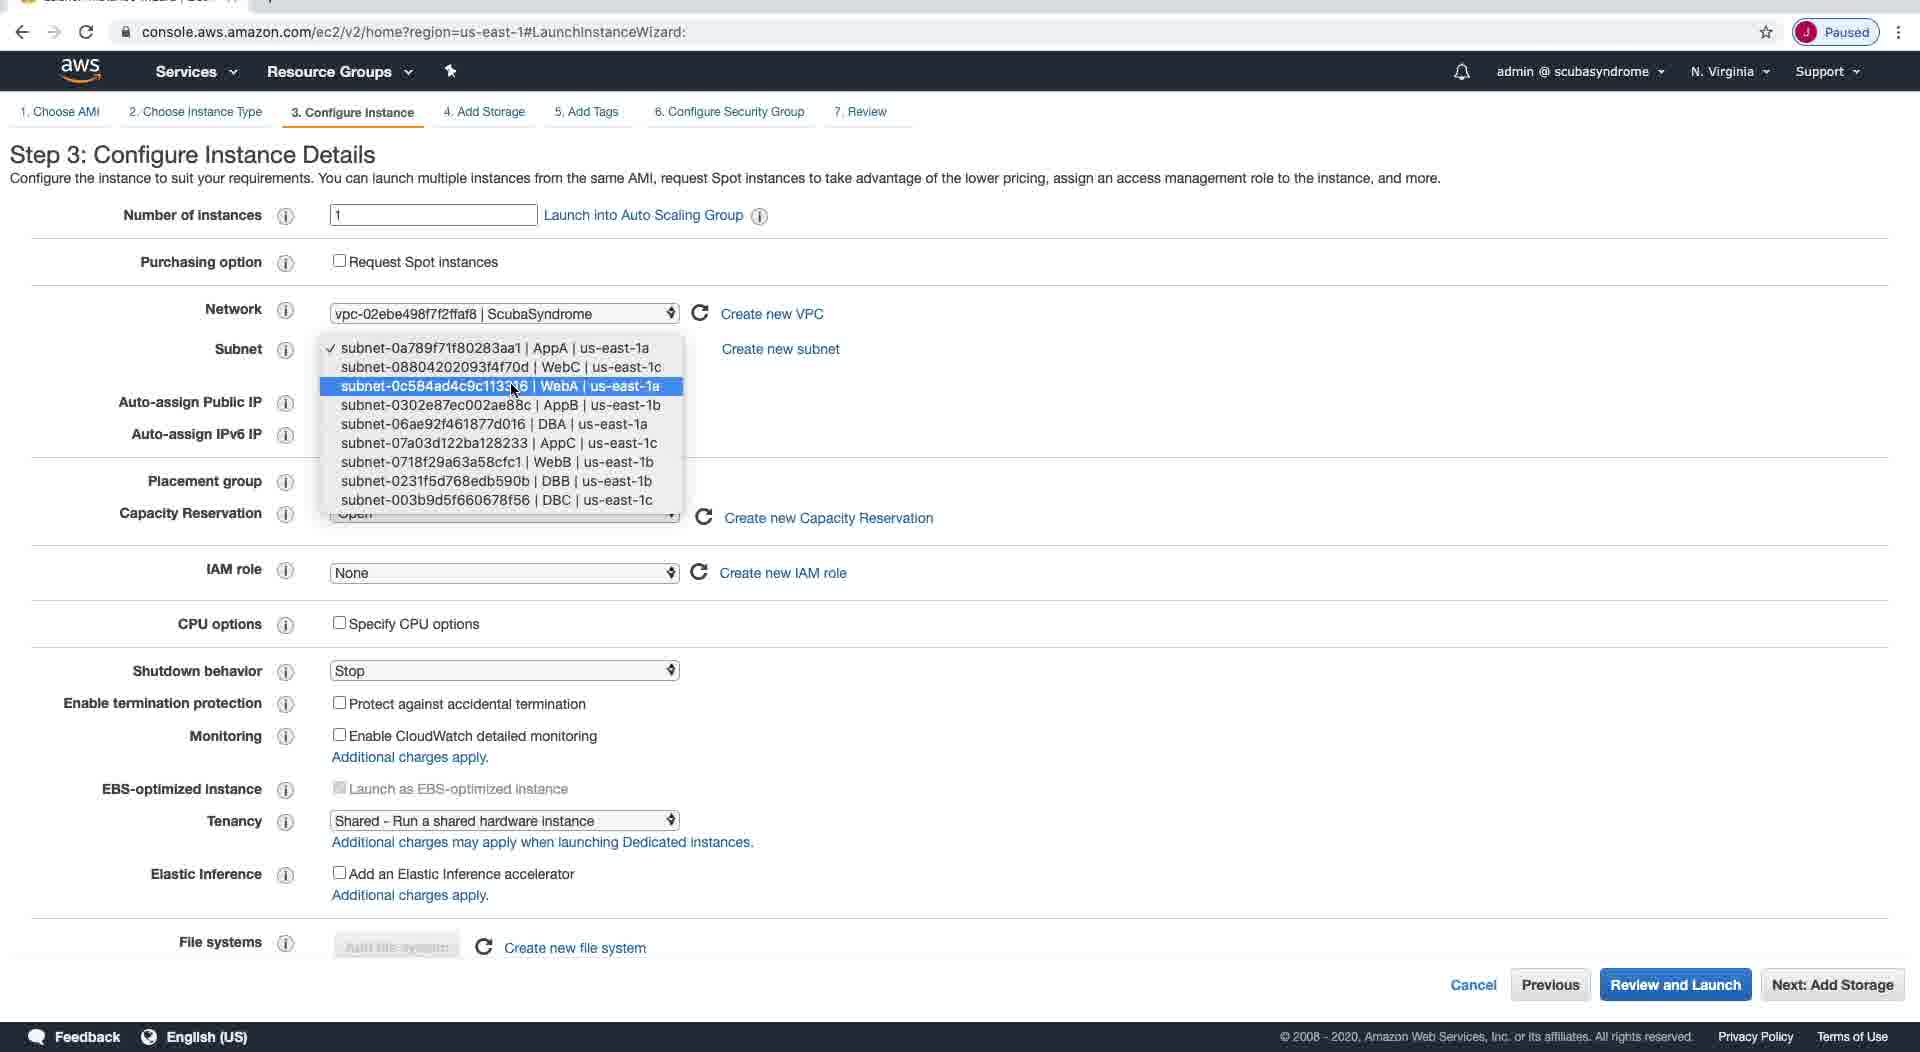 console.aws.amazon.com/ec2/v2/home?region=us-east-1#LaunchInstanceWizard:
J Paused
aws Services Resource Groups admin @ scubasyndrome N. Virginia Support
1. Choose AMI 2. Choose Instance Type 3. Configure Instance 4. Add Storage 5. Add Tags 6. Configure Security Group 7. Review
Step 3: Configure Instance Details
Configure the instance to suit your requirements. You can launch multiple instances from the same AMI, request Spot instances to take advantage of the lower pricing, assign an access management role to the instance, and more.
Number of instances i 1 Launch into Auto Scaling Group i
Purchasing option i Request Spot instances
Network i vpc-02ebe498f7f2ffaf8 | ScubaSyndrome Create new VPC
Subnet i ✓ subnet-0a789f71f80283aa1 | AppA | us-east-1a Create new subnet
subnet-08804202093f4f70d | WebC | us-east-1c
| WebA | us-east-1a
subnet-0302e87ec002ae88c | AppB | us-east-1b
Auto-assign Public IP i
subnet-06ae92f461877d016 | DBA | us-east-1a
Auto-assign IPv6 IP i
subnet-07a03d122ba128233 | AppC | us-east-1c
subnet-0718f29a63a58cfc1 | WebB | us-east-1b
Placement group i subnet-0231f5d768edb590b | DBB | us-east-1b
subnet-003b9d5f660678f56 | DBC | us-east-1c
Capacity Reservation i Open Create new Capacity Reservation
IAM role i None Create new IAM role
CPU options i Specify CPU options
Shutdown behavior i Stop
Enable termination protection i Protect against accidental termination
Monitoring i Enable CloudWatch detailed monitoring
Additional charges apply.
EBS-optimized instance i Launch as EBS-optimized instance
Tenancy i Shared - Run a shared hardware instance
Additional charges may apply when launching Dedicated instances.
Elastic Inference i Add an Elastic Inference accelerator
Additional charges apply.
File systems i Add file system Create new file system
Cancel Previous Review and Launch Next: Add Storage
Feedback English (US) © 2008 - 2020, Amazon Web Services, Inc. or its affiliates. All rights reserved. Privacy Policy Terms of Use